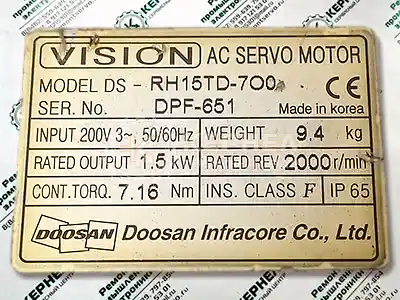 VISION AC SERVO MOTOR
MODEL DS - RH15TD-700
CE
SER. No. DPF-651 Made in korea
INPUT 200V 3~ 50/60Hz WEIGHT 9.4 kg
RATED OUTPUT 1.5 kW RATED REV. 2000 r/min
CONT.TORQ. 7.16 Nm INS. CLASS F IP 65
DOOSAN Doosan Infracore Co., Ltd.